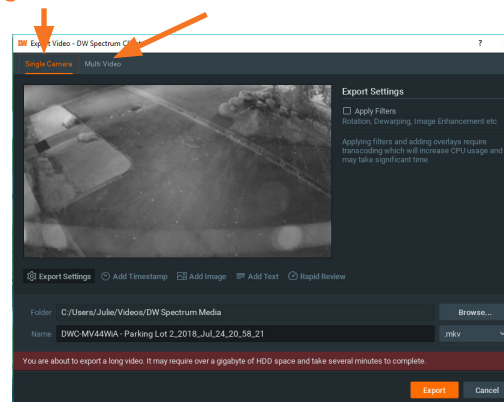 DW Export Video - DW Spectrum Client ?
Single Camera Multi Video
Export Settings
Apply Filters
Rotation, Dewarping, Image Enhancement etc.
Applying filters and adding overlays require
transcoding which will increase CPU usage and
may take significant time.
Export Settings Add Timestamp Add Image Add Text Rapid Review
Folder C:/Users/Julie/Videos/DW Spectrum Media Browse...
Name DWC-MV44WiA - Parking Lot 2_2018_Jul_24_20_58_21 .mkv
You are about to export a long video. It may require over a gigabyte of HDD space and take several minutes to complete.
Export Cancel